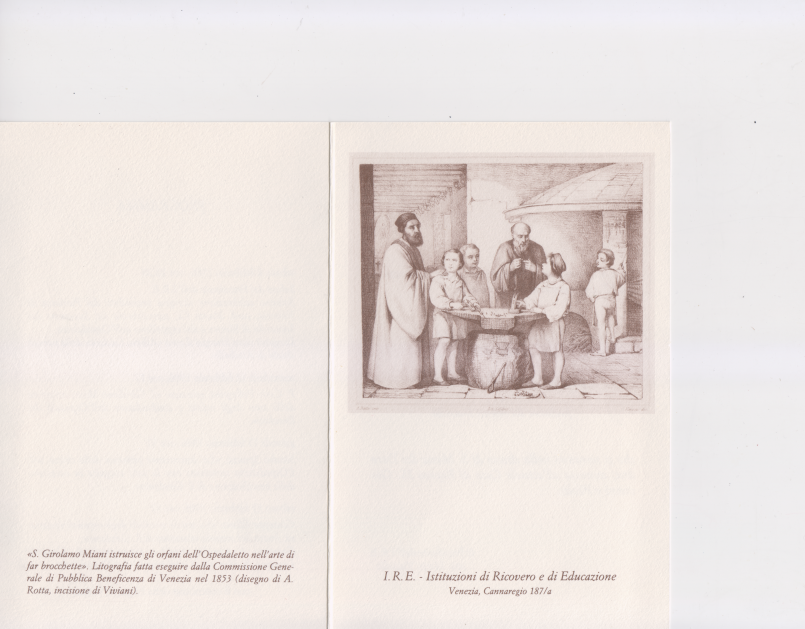 «S. Girolamo Miani istruisce gli orfani dell'Ospedaletto nell'arte di
far brocchette». Litografia fatta eseguire dalla Commissione Gene-
rale di Pubblica Beneficenza di Venezia nel 1853 (disegno di A.
Rotta, incisione di Viviani).
I.R.E. - Istituzioni di Ricovero e di Educazione
Venezia, Cannaregio 187/a